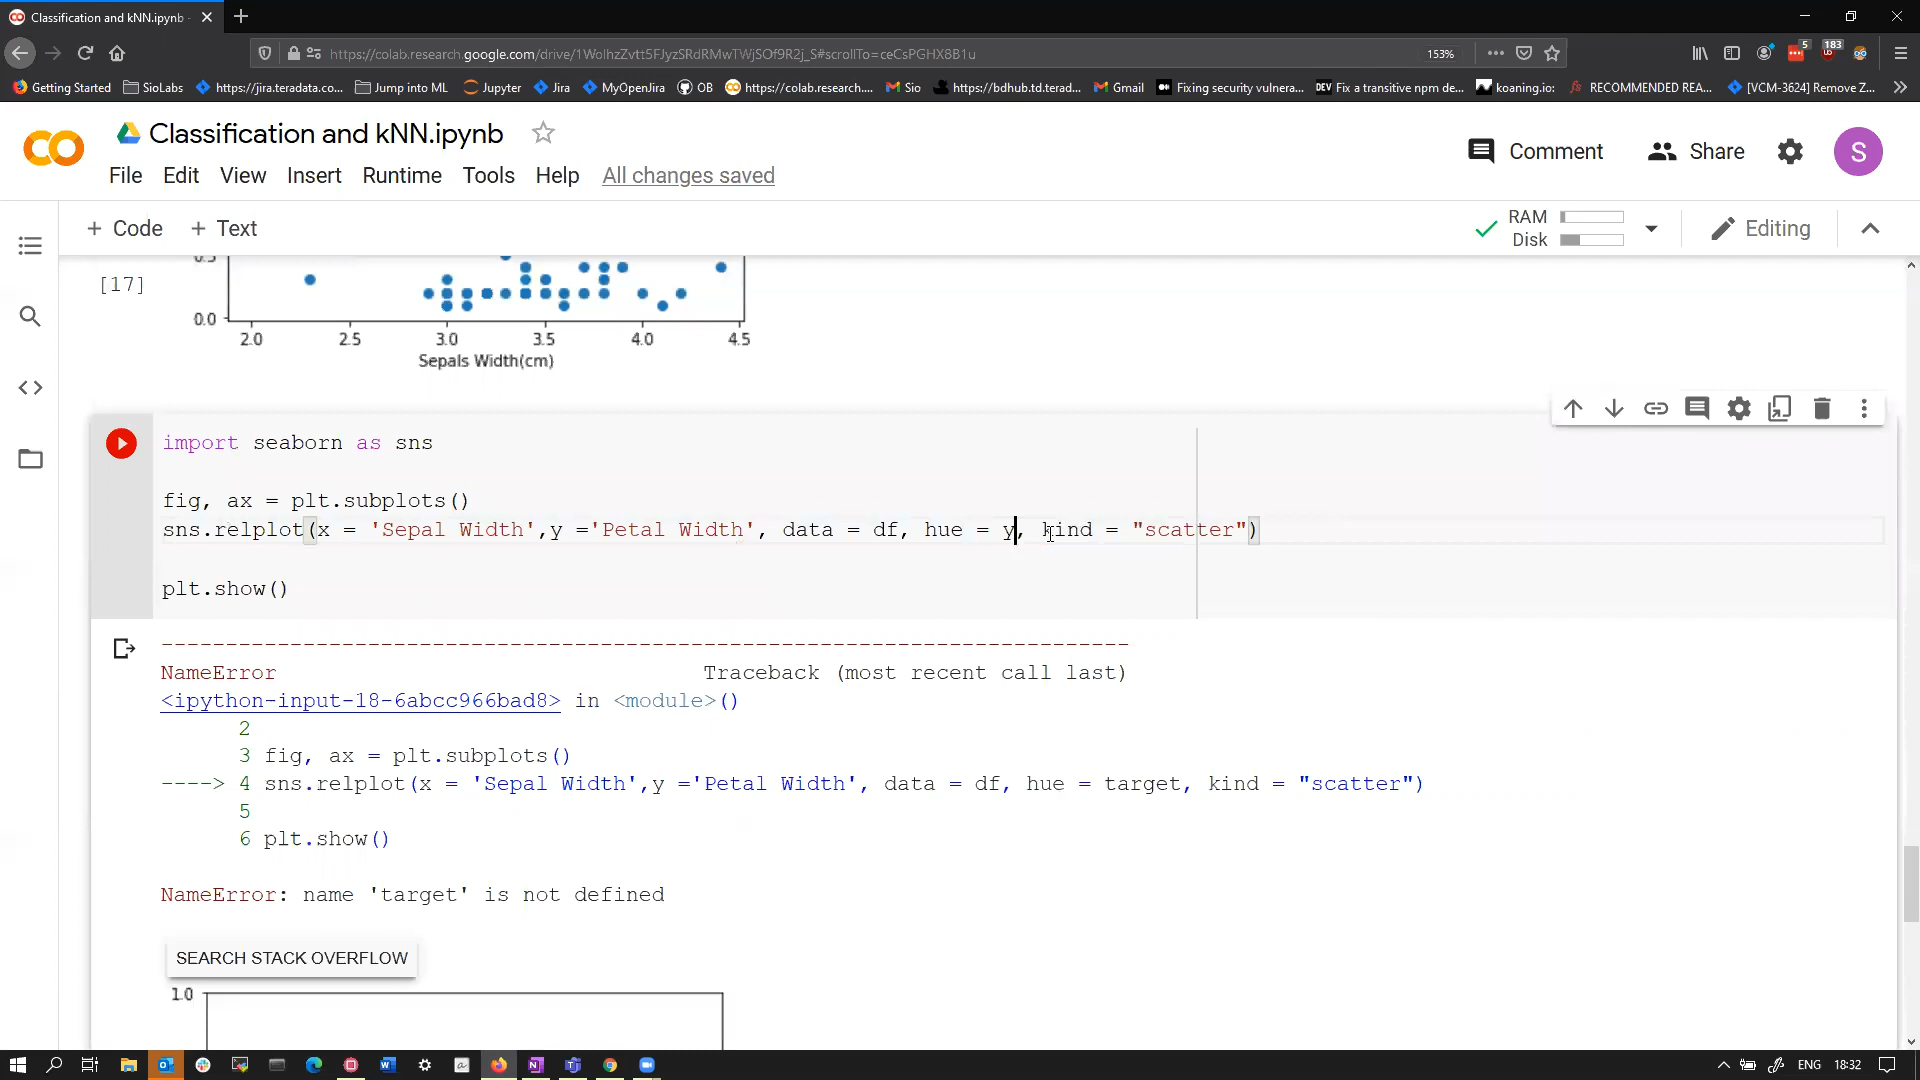 Classification and kNN.ipynb -
https://colab.research.google.com/drive/1WolhzZvtt5FJyzSRdRMwTWjSOf9R2j_S#scrollTo=ceCsPGHX8B1u
153%
5
183
Getting Started
SioLabs
https://jira.teradata.co...
Jump into ML
Jupyter
Jira
MyOpenJira
OB
https://colab.research....
Sio
https://bdhub.td.terad...
Gmail
Fixing security vulnera...
DEV Fix a transitive npm de...
koaning.io:
RECOMMENDED REA...
[VCM-3624] Remove Z...
Classification and kNN.ipynb
Comment
Share
S
File Edit View Insert Runtime Tools Help All changes saved
+ Code + Text
RAM
Disk
Editing
[17]
0.0
2.0 2.5 3.0 3.5 4.0 4.5
Sepals Width(cm)
import seaborn as sns
fig, ax = plt.subplots()
sns.relplot(x = 'Sepal Width',y ='Petal Width', data = df, hue = y, kind = "scatter")
plt.show()
---------------------------------------------------------------------------
NameError Traceback (most recent call last)
<ipython-input-18-6abcc966bad8> in <module>()
2
3 fig, ax = plt.subplots()
----> 4 sns.relplot(x = 'Sepal Width',y ='Petal Width', data = df, hue = target, kind = "scatter")
5
6 plt.show()
NameError: name 'target' is not defined
SEARCH STACK OVERFLOW
1.0
ENG
18:32